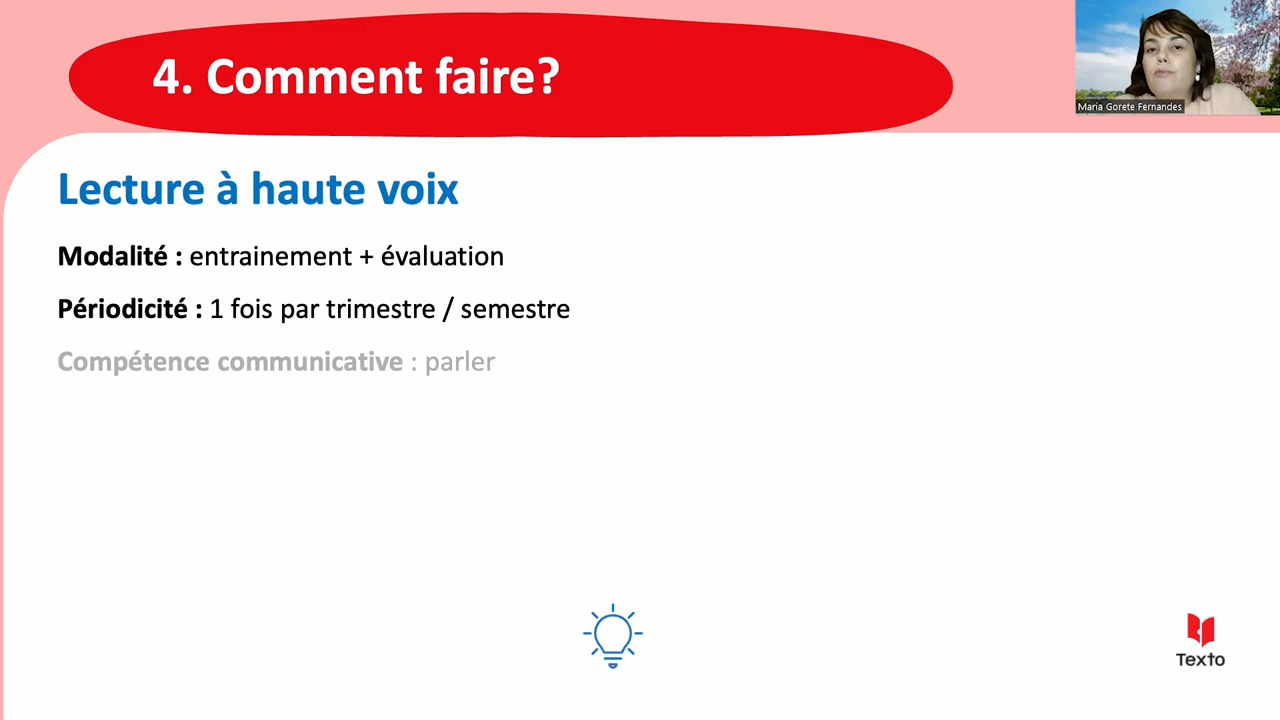 4. Comment faire?
Maria Gorete Fernandes
Lecture à haute voix
Modalité : entrainement + évaluation
Périodicité : 1 fois par trimestre / semestre
Compétence communicative : parler
Texto